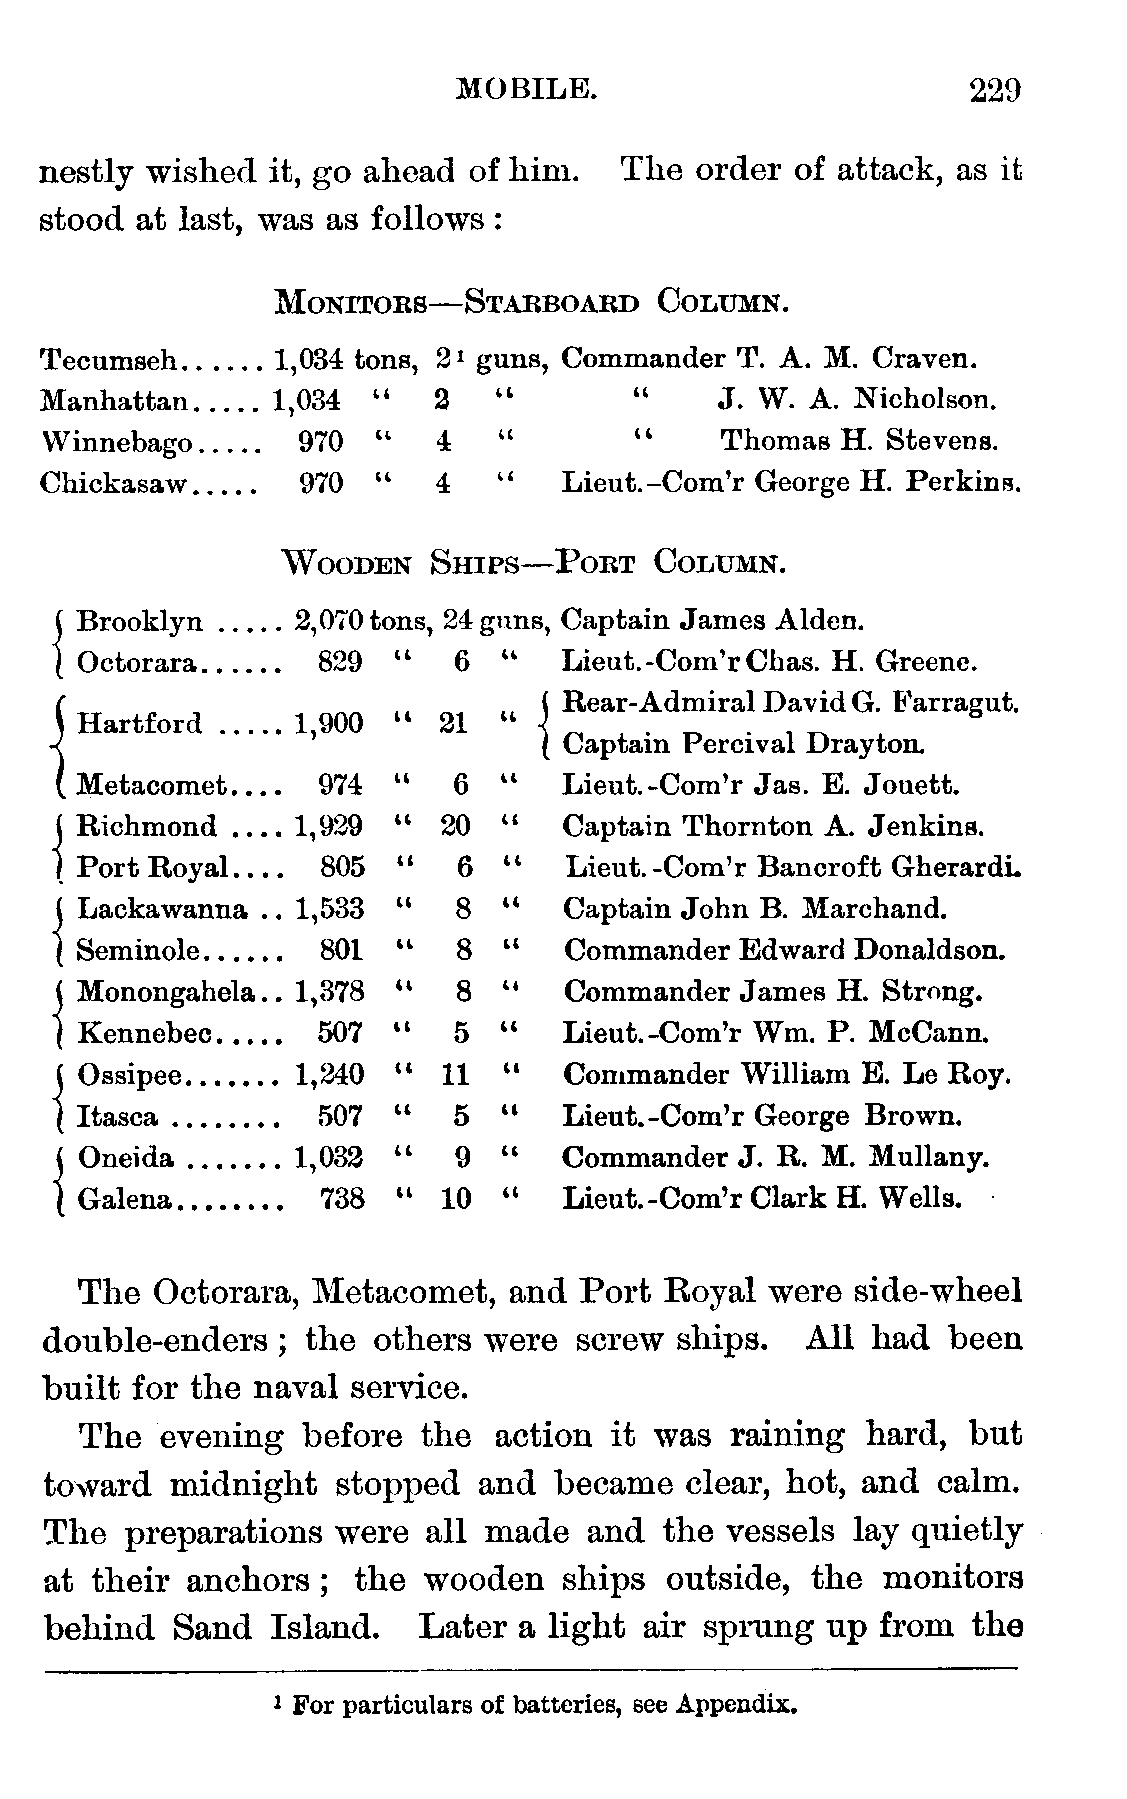 MOBILE. 229
nestly wished it, go ahead of him. The order of attack, as it
stood at last, was as follows :
MONITORS—STARBOARD COLUMN.
Tecumseh...... 1,034 tons, 2¹ guns, Commander T. A. M. Craven.
Manhattan..... 1,034 “ 2 “ “ J. W. A. Nicholson.
Winnebago..... 970 “ 4 “ “ Thomas H. Stevens.
Chickasaw..... 970 “ 4 “ Lieut.-Com’r George H. Perkins.
WOODEN SHIPS—PORT COLUMN.
{ Brooklyn ..... 2,070 tons, 24 guns, Captain James Alden.
Octorara...... 829 “ 6 “ Lieut.-Com’r Chas. H. Greene.
{ Hartford ..... 1,900 “ 21 “ { Rear-Admiral David G. Farragut.
Captain Percival Drayton.
Metacomet.... 974 “ 6 “ Lieut.-Com’r Jas. E. Jouett.
{ Richmond .... 1,929 “ 20 “ Captain Thornton A. Jenkins.
Port Royal.... 805 “ 6 “ Lieut.-Com’r Bancroft Gherardi.
{ Lackawanna .. 1,533 “ 8 “ Captain John B. Marchand.
Seminole...... 801 “ 8 “ Commander Edward Donaldson.
{ Monongahela.. 1,378 “ 8 “ Commander James H. Strong.
Kennebec..... 507 “ 5 “ Lieut.-Com’r Wm. P. McCann.
{ Ossipee....... 1,240 “ 11 “ Commander William E. Le Roy.
Itasca ........ 507 “ 5 “ Lieut.-Com’r George Brown.
{ Oneida ....... 1,032 “ 9 “ Commander J. R. M. Mullany.
Galena........ 738 “ 10 “ Lieut.-Com’r Clark H. Wells.
The Octorara, Metacomet, and Port Royal were side-wheel
double-enders ; the others were screw ships. All had been
built for the naval service.
The evening before the action it was raining hard, but
toward midnight stopped and became clear, hot, and calm.
The preparations were all made and the vessels lay quietly
at their anchors ; the wooden ships outside, the monitors
behind Sand Island. Later a light air sprung up from the
¹ For particulars of batteries, see Appendix.